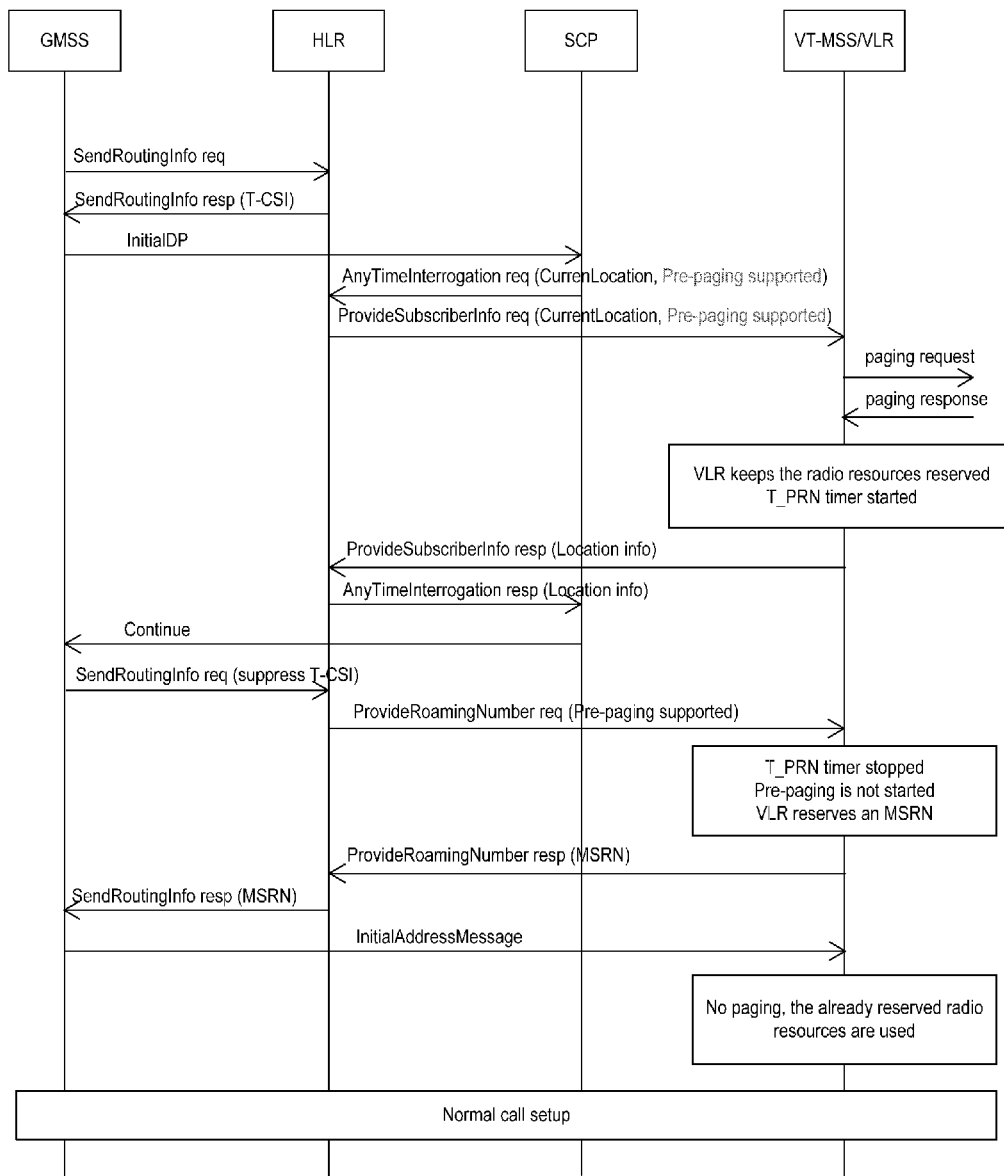 GMSS
HLR
SCP
VT-MSS/VLR
SendRoutingInfo req
SendRoutingInfo resp (T-CSI)
InitialDP
AnyTimeInterrogation req (CurrenLocation, Pre-paging supported)
ProvideSubscriberInfo req (CurrentLocation, Pre-paging supported)
paging request
paging response
VLR keeps the radio resources reserved
T_PRN timer started
ProvideSubscriberInfo resp (Location info)
AnyTimeInterrogation resp (Location info)
Continue
SendRoutingInfo req (suppress T-CSI)
ProvideRoamingNumber req (Pre-paging supported)
T_PRN timer stopped
Pre-paging is not started
VLR reserves an MSRN
ProvideRoamingNumber resp (MSRN)
SendRoutingInfo resp (MSRN)
InitialAddressMessage
No paging, the already reserved radio
resources are used
Normal call setup